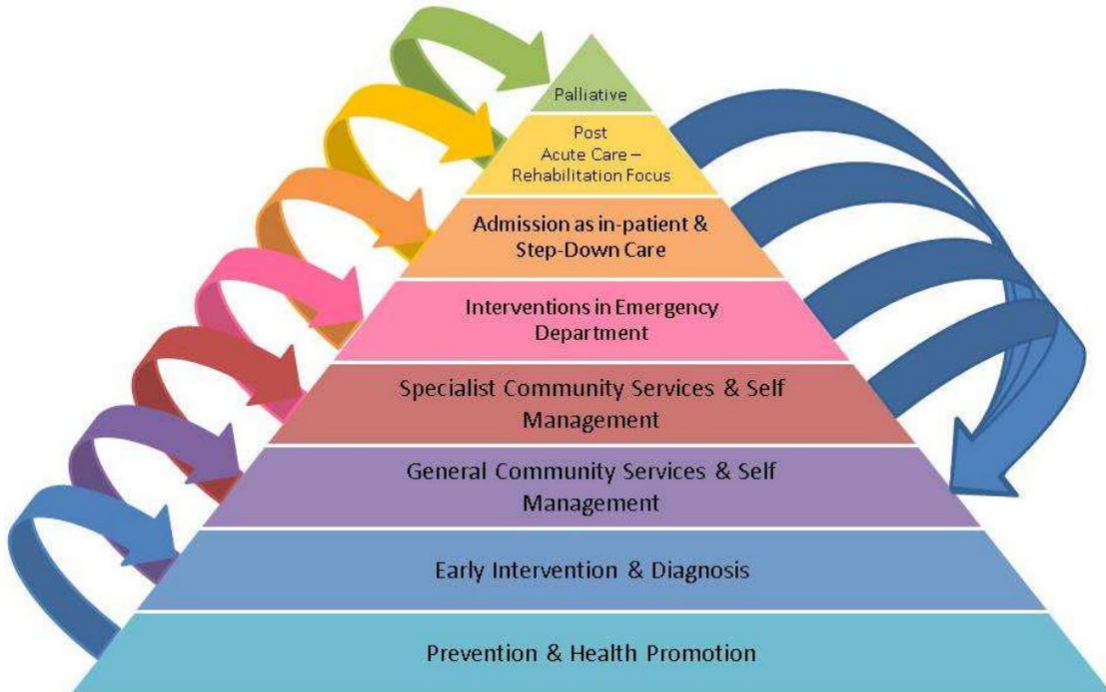 Palliative
Post
Acute Care –
Rehabilitation Focus
Admission as in-patient &
Step-Down Care
Interventions in Emergency
Department
Specialist Community Services & Self
Management
General Community Services & Self
Management
Early Intervention & Diagnosis
Prevention & Health Promotion